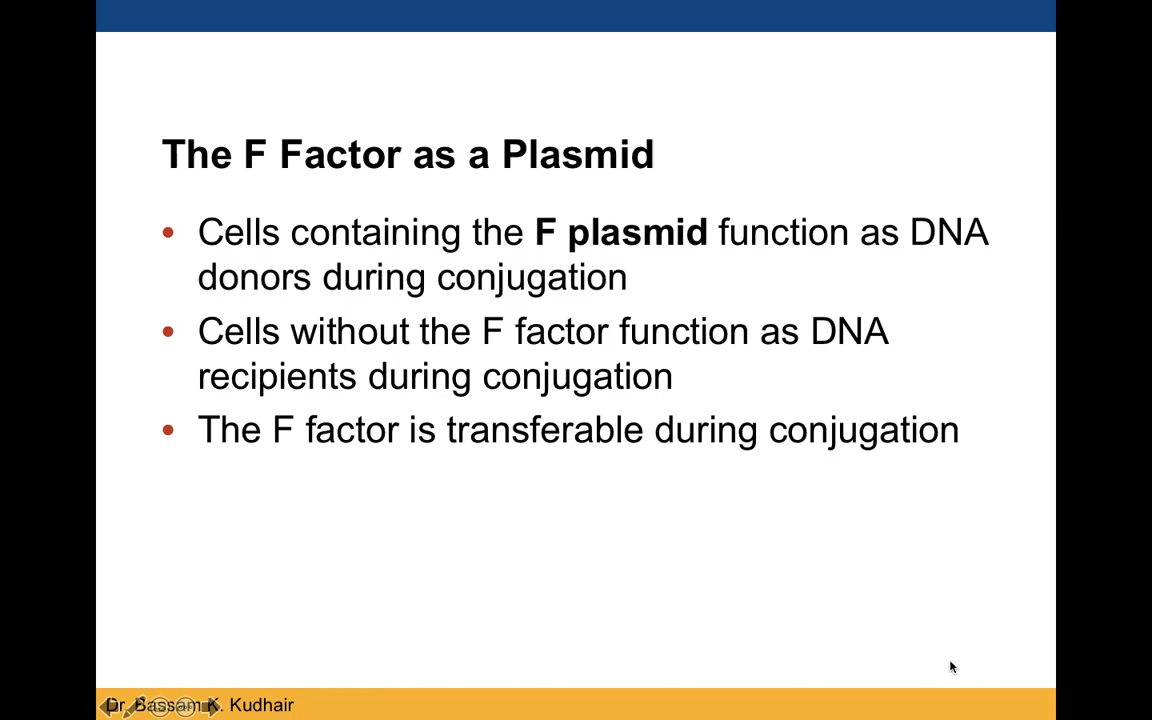 The F Factor as a Plasmid
• Cells containing the F plasmid function as DNA
donors during conjugation
• Cells without the F factor function as DNA
recipients during conjugation
• The F factor is transferable during conjugation
Dr. Bassam K. Kudhair